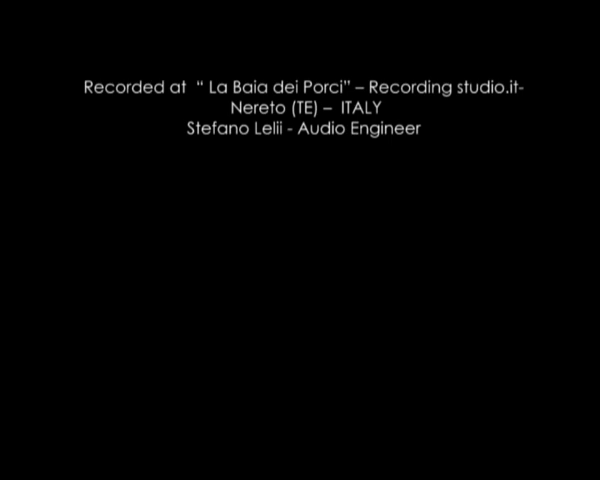 Recorded at “ La Baia dei Porci” – Recording studio.it-
Nereto (TE) – ITALY
Stefano Lelii - Audio Engineer